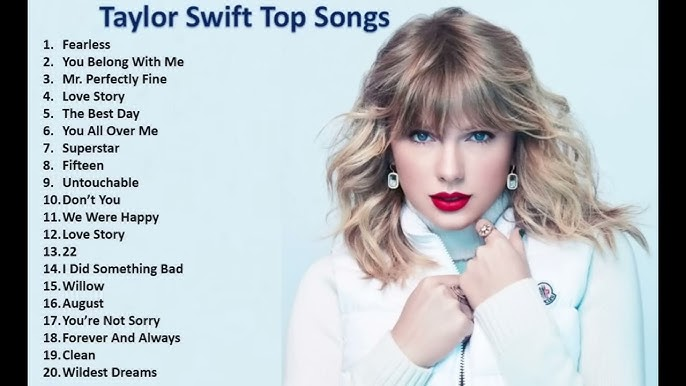 Taylor Swift Top Songs
1. Fearless
2. You Belong With Me
3. Mr. Perfectly Fine
4. Love Story
5. The Best Day
6. You All Over Me
7. Superstar
8. Fifteen
9. Untouchable
10. Don't You
11. We Were Happy
12. Love Story
13. 22
14. I Did Something Bad
15. Willow
16. August
17. You're Not Sorry
18. Forever And Always
19. Clean
20. Wildest Dreams